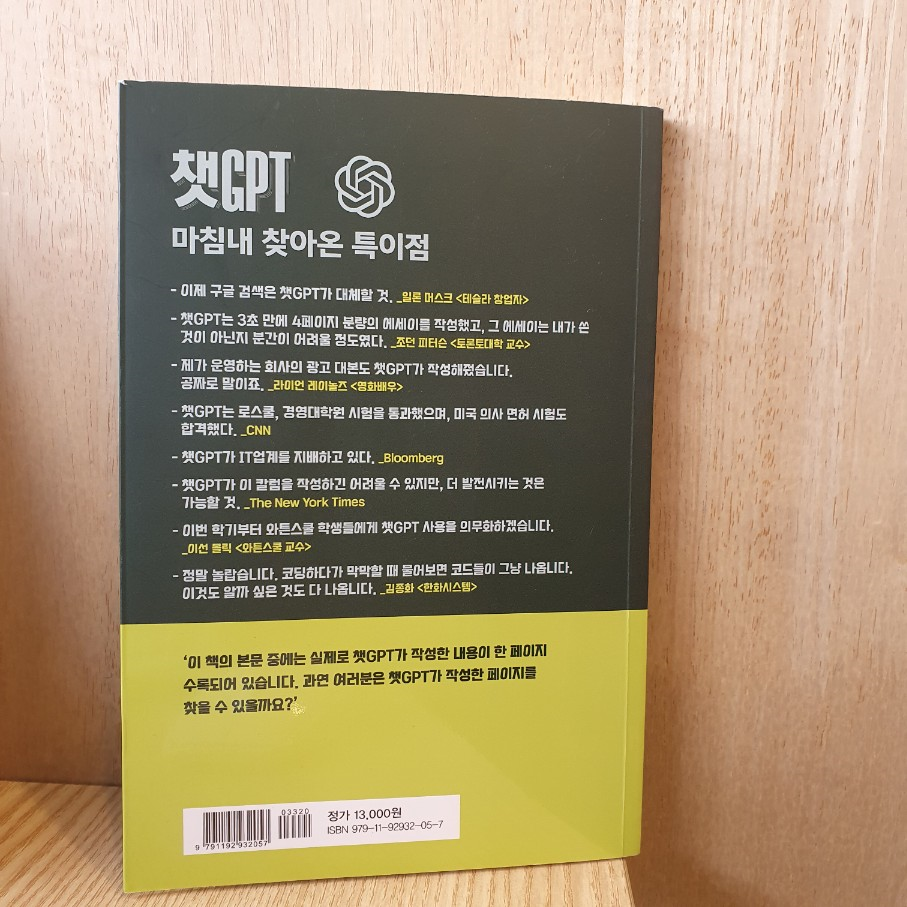 챗GPT
마침내 찾아온 특이점
- 이제 구글 검색은 챗GPT가 대체할 것. _일론 머스크 <테슬라 창업자>
- 챗GPT는 3초 만에 4페이지 분량의 에세이를 작성했고, 그 에세이는 내가 쓴
것이 아닌지 분간이 어려울 정도였다. _조던 피터슨 <토론토대학 교수>
- 제가 운영하는 회사의 광고 대본도 챗GPT가 작성해줬습니다.
공짜로 말이죠. _라이언 레이놀즈 <영화배우>
- 챗GPT는 로스쿨, 경영대학원 시험을 통과했으며, 미국 의사 면허 시험도
합격했다. _CNN
- 챗GPT가 IT업계를 지배하고 있다. _Bloomberg
- 챗GPT가 이 칼럼을 작성하긴 어려울 수 있지만, 더 발전시키는 것은
가능할 것. _The New York Times
- 이번 학기부터 와튼스쿨 학생들에게 챗GPT 사용을 의무화하겠습니다.
_이선 몰릭 <와튼스쿨 교수>
- 정말 놀랍습니다. 코딩하다가 막막할 때 물어보면 코드들이 그냥 나옵니다.
이것도 알까 싶은 것도 다 나옵니다. _김종화 <한화시스템>
‘이 책의 본문 중에는 실제로 챗GPT가 작성한 내용이 한 페이지
수록되어 있습니다. 과연 여러분은 챗GPT가 작성한 페이지를
찾을 수 있을까요?’
03320
9 791192 932057
정가 13,000원
ISBN 979-11-92932-05-7